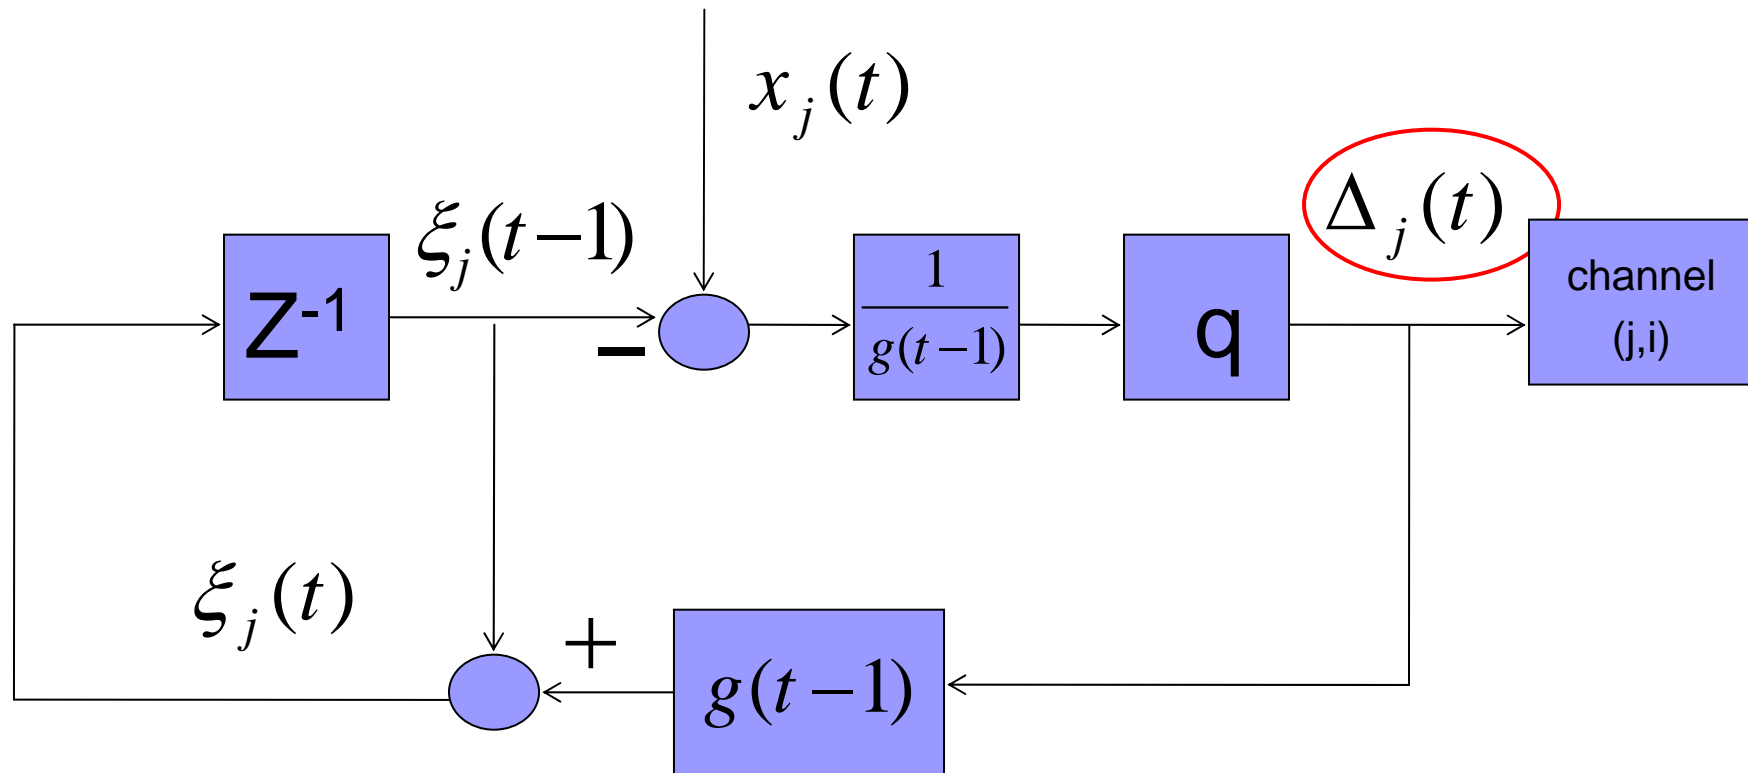 x_j(t)
Δ_j(t)
ξ_j(t−1)
Z^-1
−
1
g(t−1)
q
channel
(j,i)
ξ_j(t)
+
g(t−1)